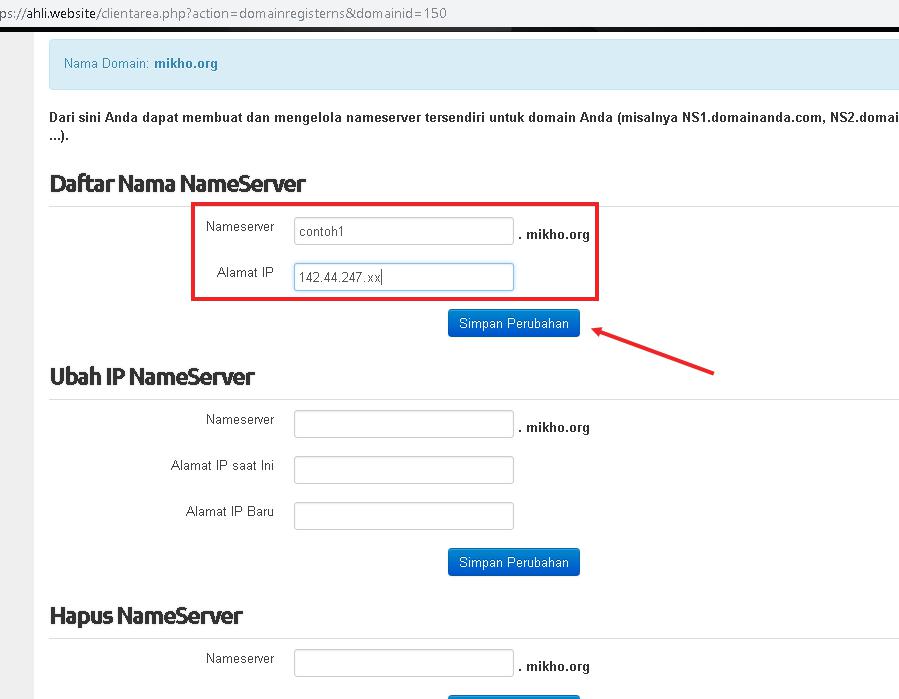 ps://ahli.website/clientarea.php?action=domainregisterns&domainid=150
Nama Domain: mikho.org
Dari sini Anda dapat membuat dan mengelola nameserver tersendiri untuk domain Anda (misalnya NS1.domainanda.com, NS2.domai
...).
Daftar Nama NameServer
Nameserver contoh1 . mikho.org
Alamat IP 142.44.247.xx
Simpan Perubahan
Ubah IP NameServer
Nameserver . mikho.org
Alamat IP saat Ini
Alamat IP Baru
Simpan Perubahan
Hapus NameServer
Nameserver . mikho.org